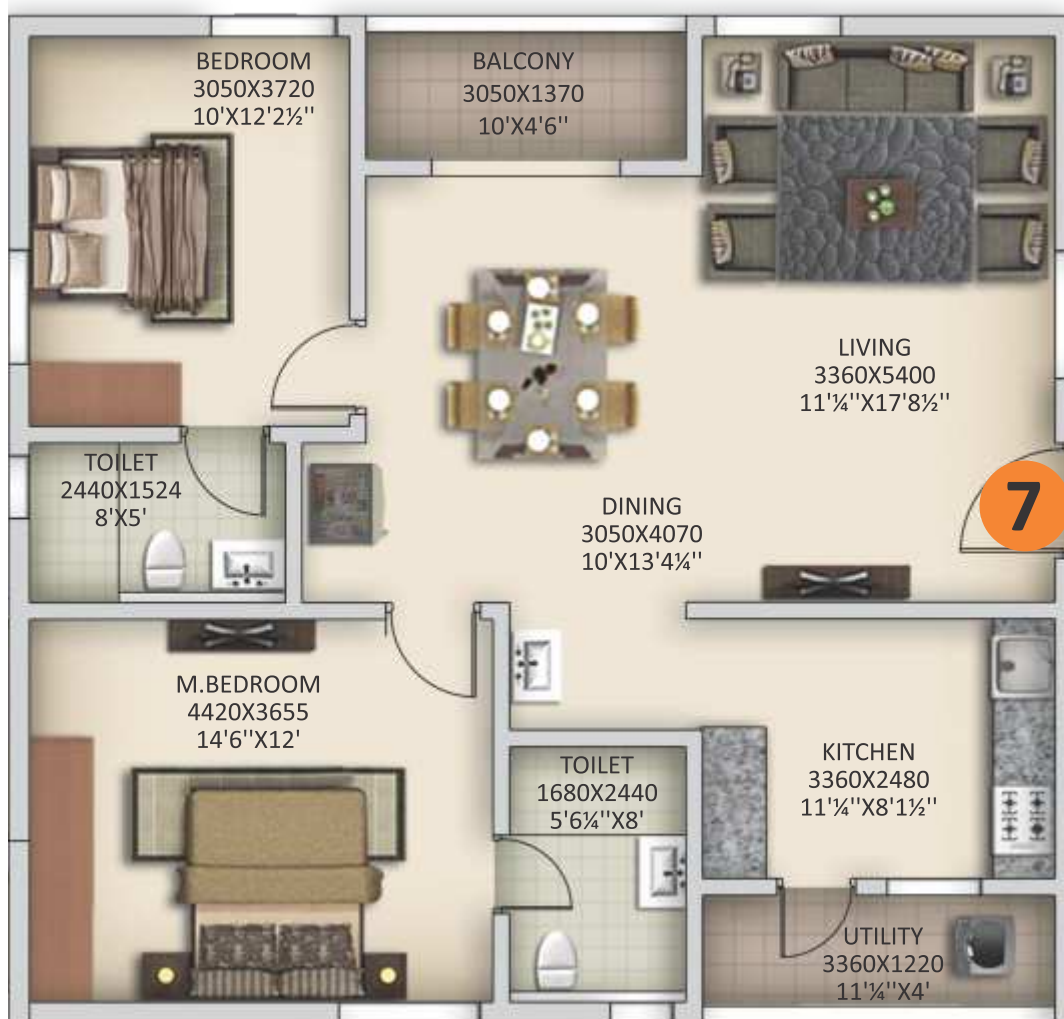 BEDROOM
3050X3720
10'X12'2½''
BALCONY
3050X1370
10'X4'6''
LIVING
3360X5400
11'¼''X17'8½''
TOILET
2440X1524
8'X5'
7
DINING
3050X4070
10'X13'4¼''
M.BEDROOM
4420X3655
14'6''X12'
TOILET
1680X2440
5'6¼''X8'
KITCHEN
3360X2480
11'¼''X8'1½''
UTILITY
3360X1220
11'¼''X4'